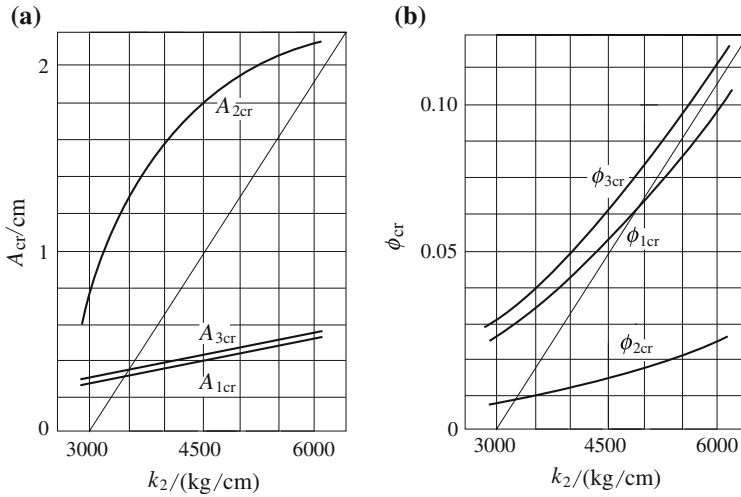 (a)
2
1
0
A_cr/cm
A_2cr
A_3cr
A_1cr
3000 4500 6000
k_2/(kg/cm)
(b)
0.10
0.05
0
ϕ_cr
ϕ_3cr
ϕ_1cr
ϕ_2cr
3000 4500 6000
k_2/(kg/cm)